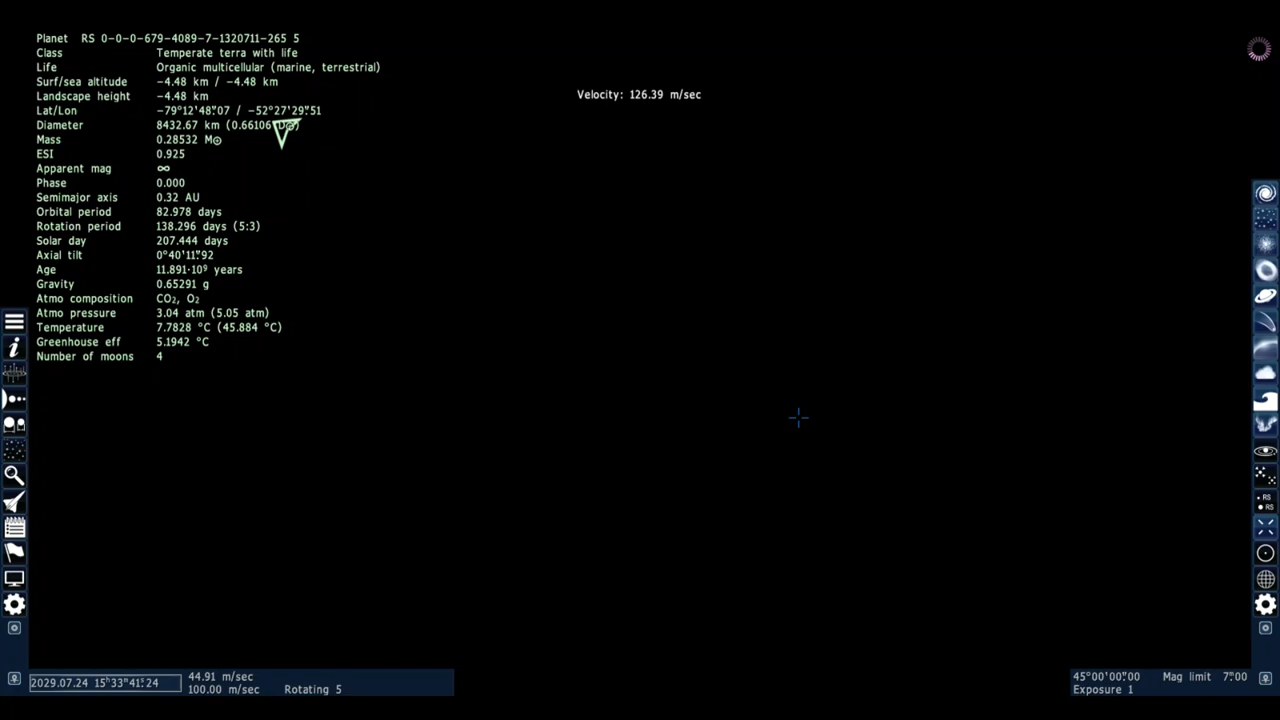 Planet RS 0-0-0-679-4089-7-1320711-265 5
Class Temperate terra with life
Life Organic multicellular (marine, terrestrial)
Surf/sea altitude -4.48 km / -4.48 km
Landscape height -4.48 km
Lat/Lon -79°12'48."07 / -52°27'29."51
Diameter 8432.67 km (0.66106
Mass 0.28532 M⊙
ESI 0.925
Apparent mag ∞
Phase 0.000
Semimajor axis 0.32 AU
Orbital period 82.978 days
Rotation period 138.296 days (5:3)
Solar day 207.444 days
Axial tilt 0°40'11."92
Age 11.891·10⁹ years
Gravity 0.65291 g
Atmo composition CO₂, O₂
Atmo pressure 3.04 atm (5.05 atm)
Temperature 7.7828 °C (45.884 °C)
Greenhouse eff 5.1942 °C
Number of moons 4
Velocity: 126.39 m/sec
RS
RS
2029.07.24 15ʰ33ᴹ41ˢ.24
44.91 m/sec
100.00 m/sec Rotating 5
45°00'00."00 Mag limit 7.ᵐ00
Exposure 1